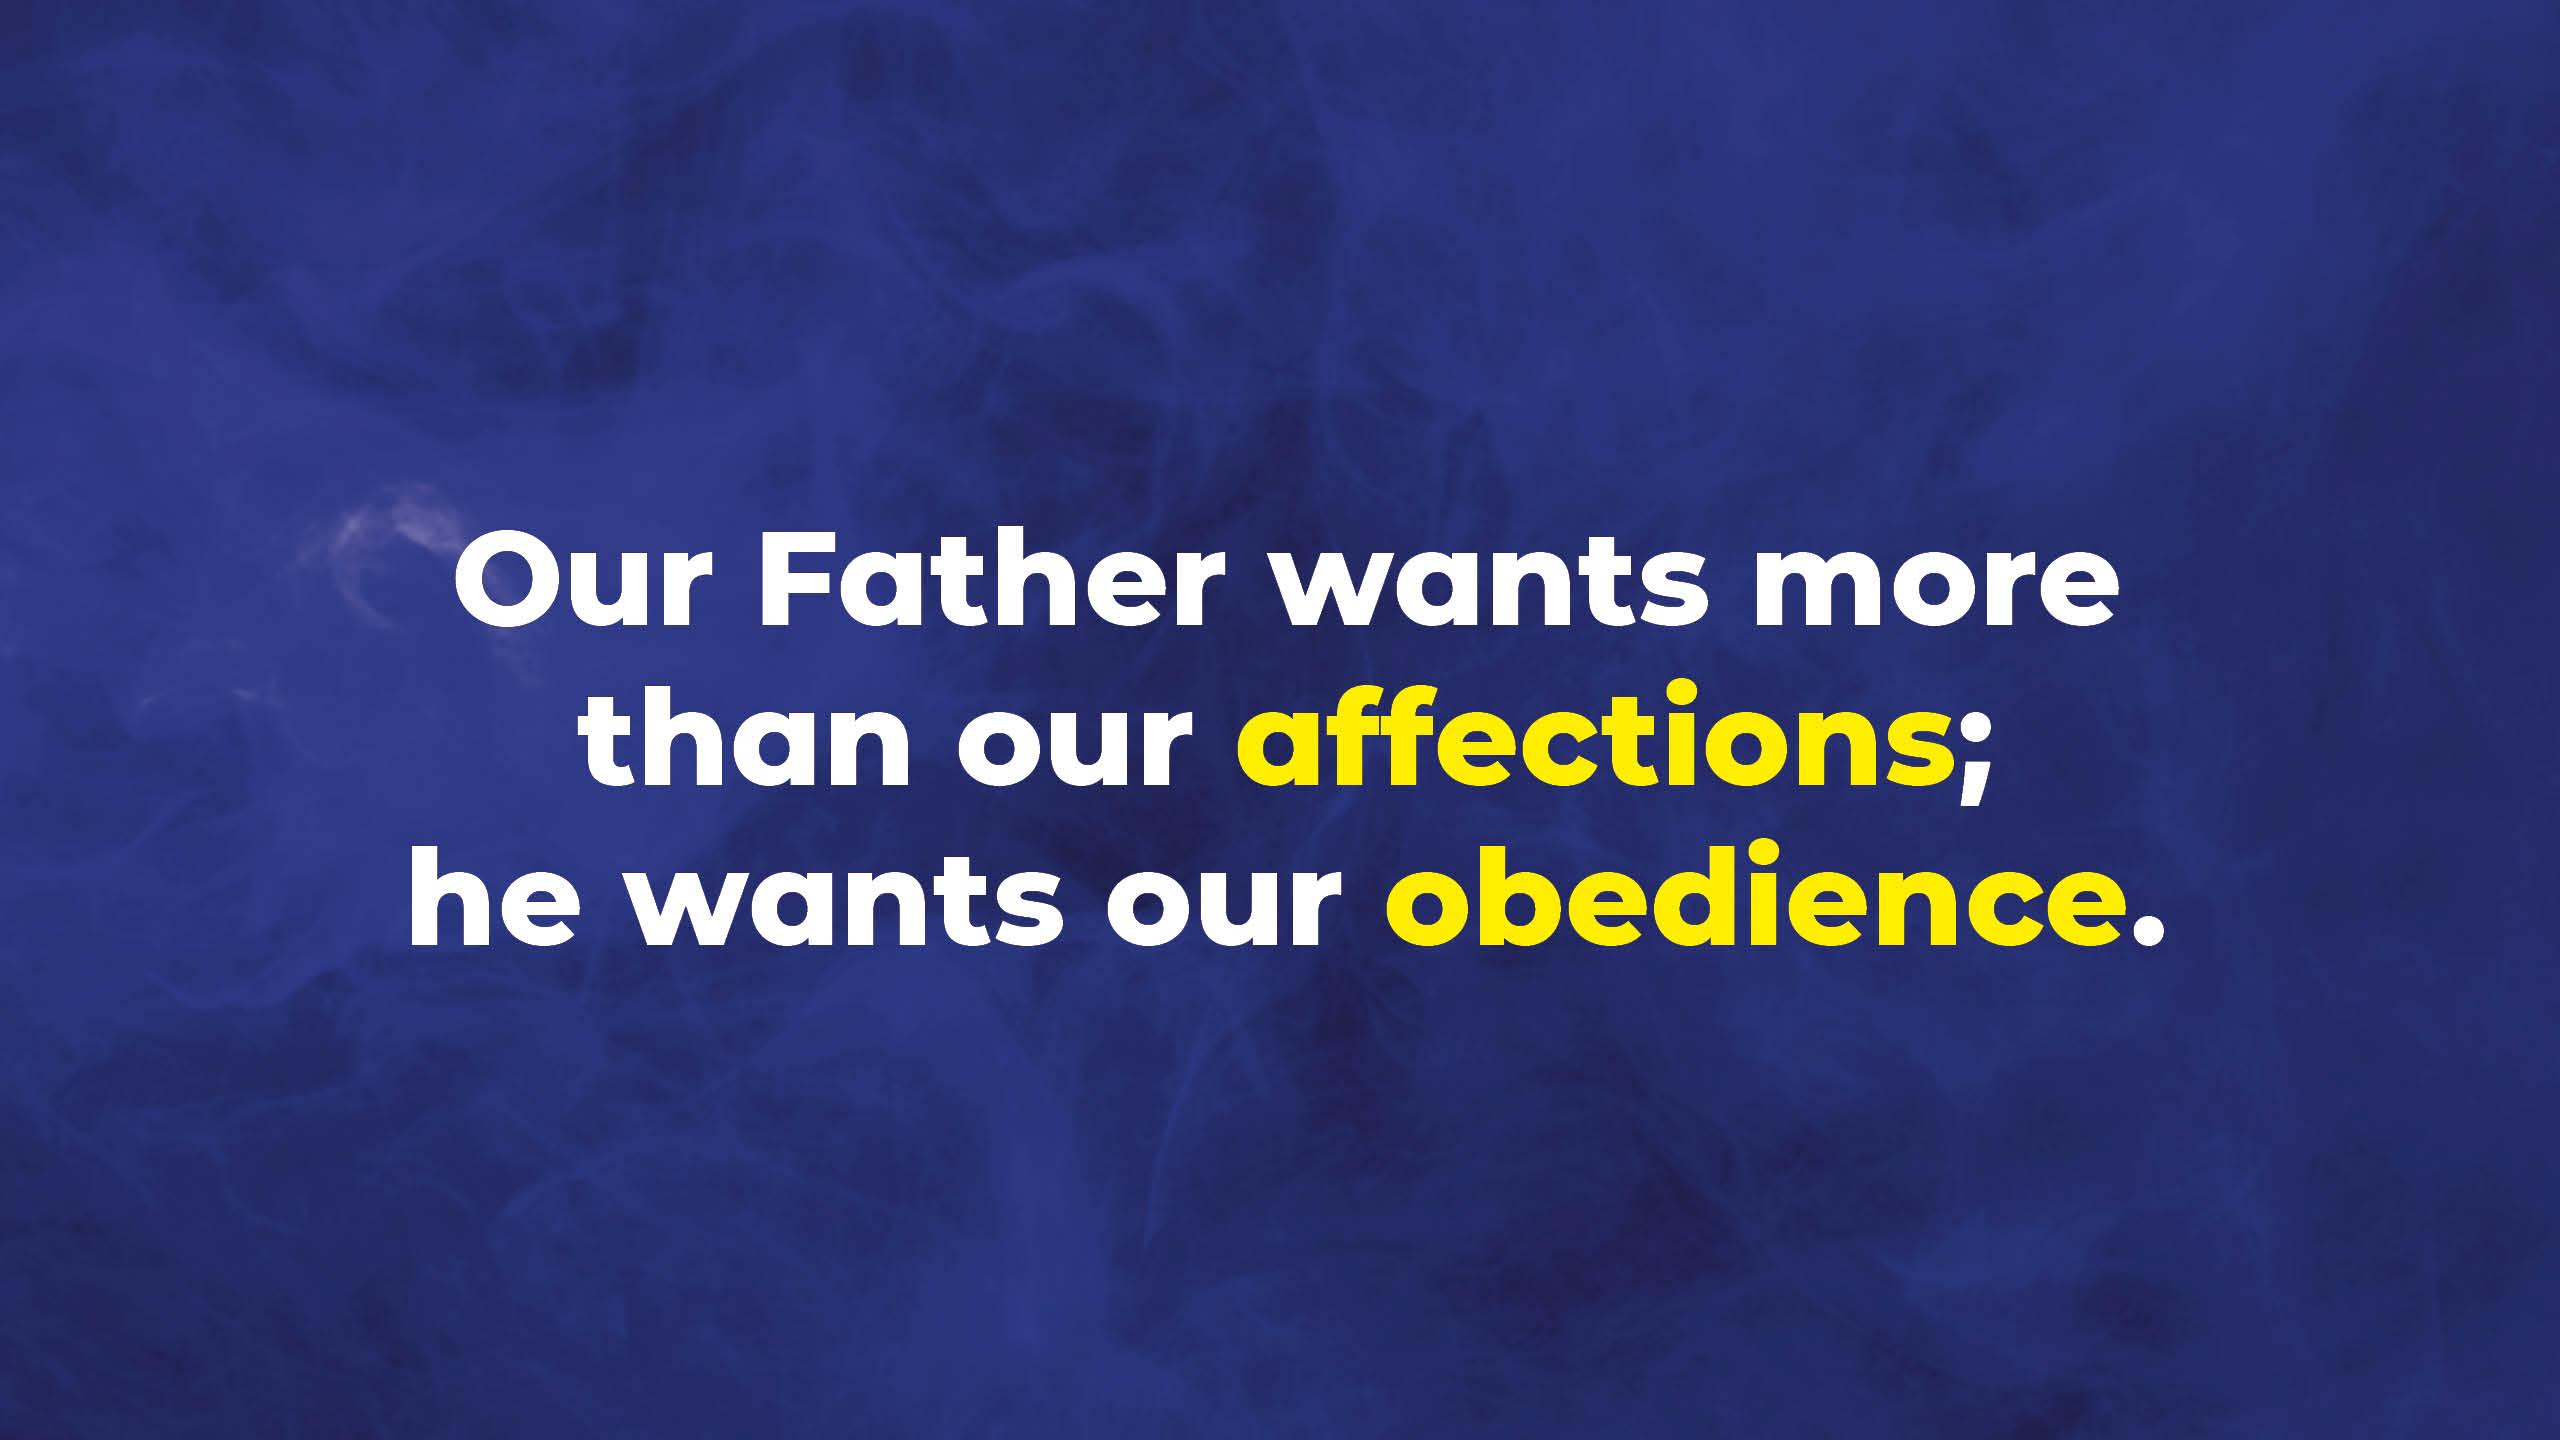 Our Father wants more
than our affections;
he wants our obedience.